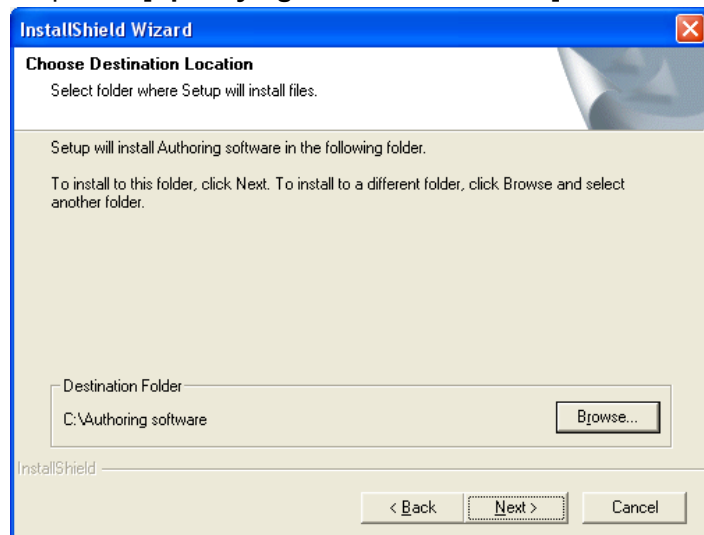 InstallShield Wizard
Choose Destination Location
Select folder where Setup will install files.
Setup will install Authoring software in the following folder.
To install to this folder, click Next. To install to a different folder, click Browse and select
another folder.
Destination Folder
C:\Authoring software
Browse...
InstallShield
< Back
Next >
Cancel